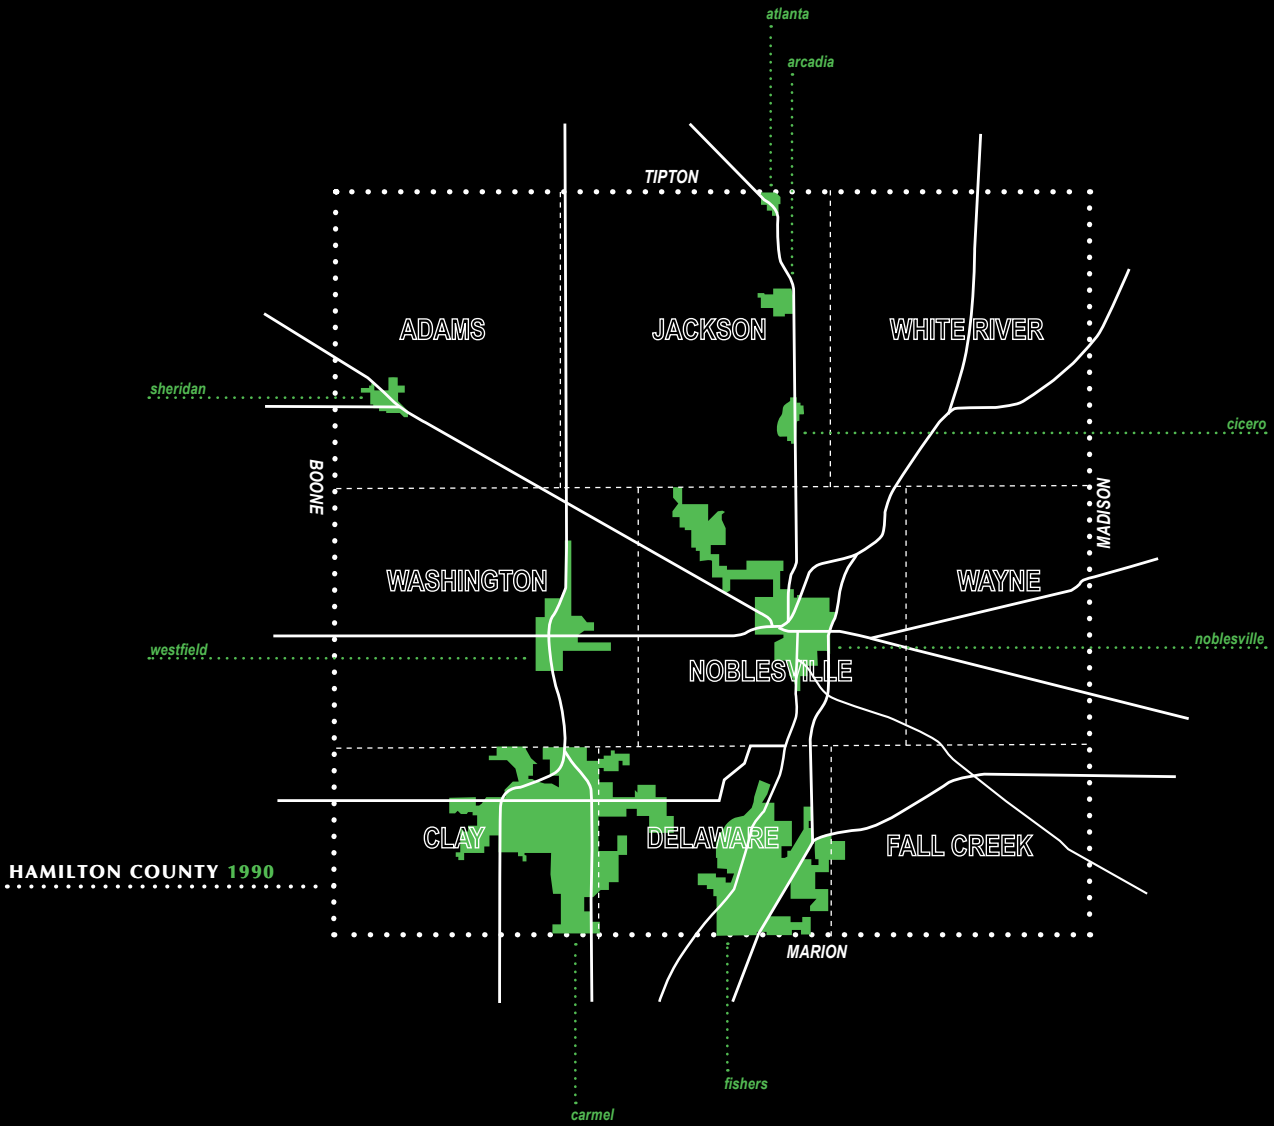 atlanta
arcadia
TIPTON
ADAMS
JACKSON
WHITE RIVER
sheridan
cicero
BOONE
MADISON
WASHINGTON
WAYNE
westfield
noblesville
NOBLESVILLE
CLAY
DELAWARE
FALL CREEK
HAMILTON COUNTY 1990
MARION
fishers
carmel